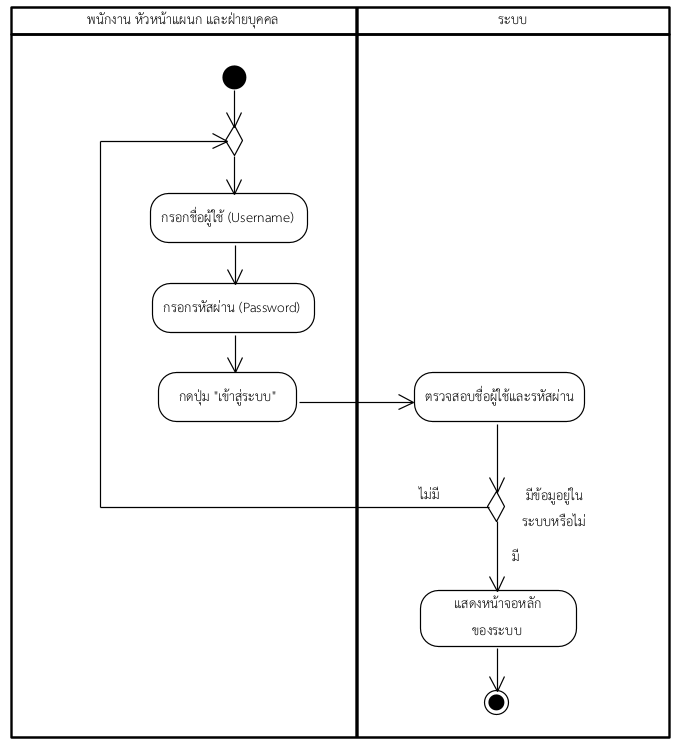 พนักงาน หัวหน้าแผนก และฝ่ายบุคคล
ระบบ
กรอกชื่อผู้ใช้ (Username)
กรอกรหัสผ่าน (Password)
กดปุ่ม "เข้าสู่ระบบ"
ตรวจสอบชื่อผู้ใช้และรหัสผ่าน
ไม่มี
มีข้อมูอยู่ใน
ระบบหรือไม่
มี
แสดงหน้าจอหลัก
ของระบบ